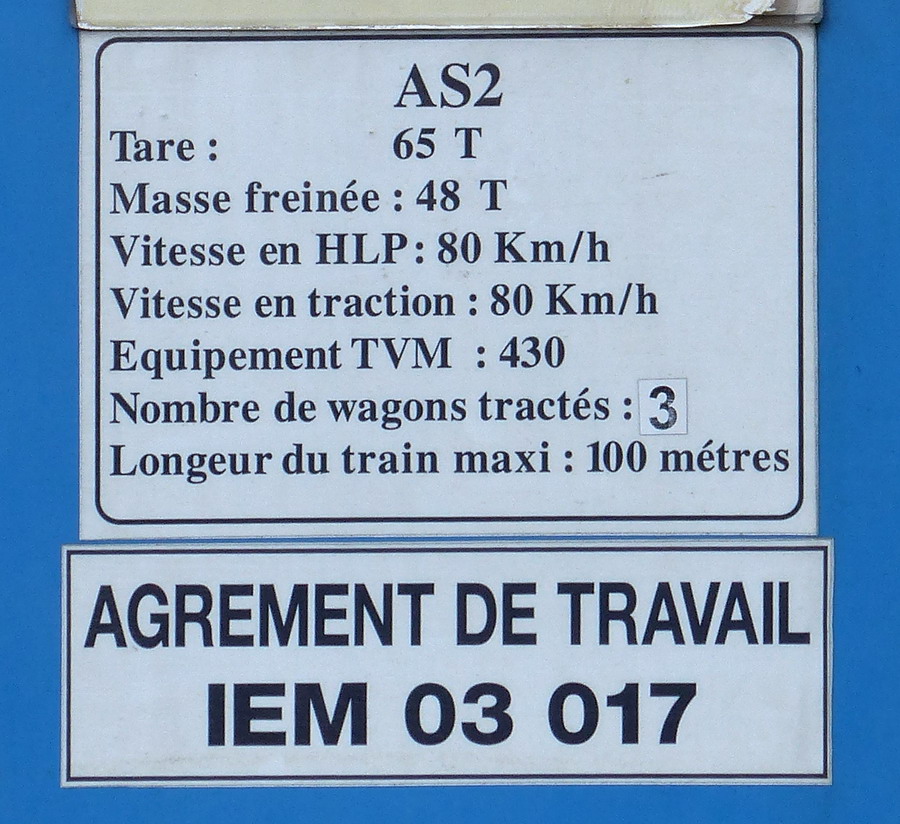 AS2
Tare : 65 T
Masse freinée : 48 T
Vitesse en HLP : 80 Km/h
Vitesse en traction : 80 Km/h
Equipement TVM : 430
Nombre de wagons tractés : 3
Longeur du train maxi : 100 métres
AGREMENT DE TRAVAIL
IEM 03 017